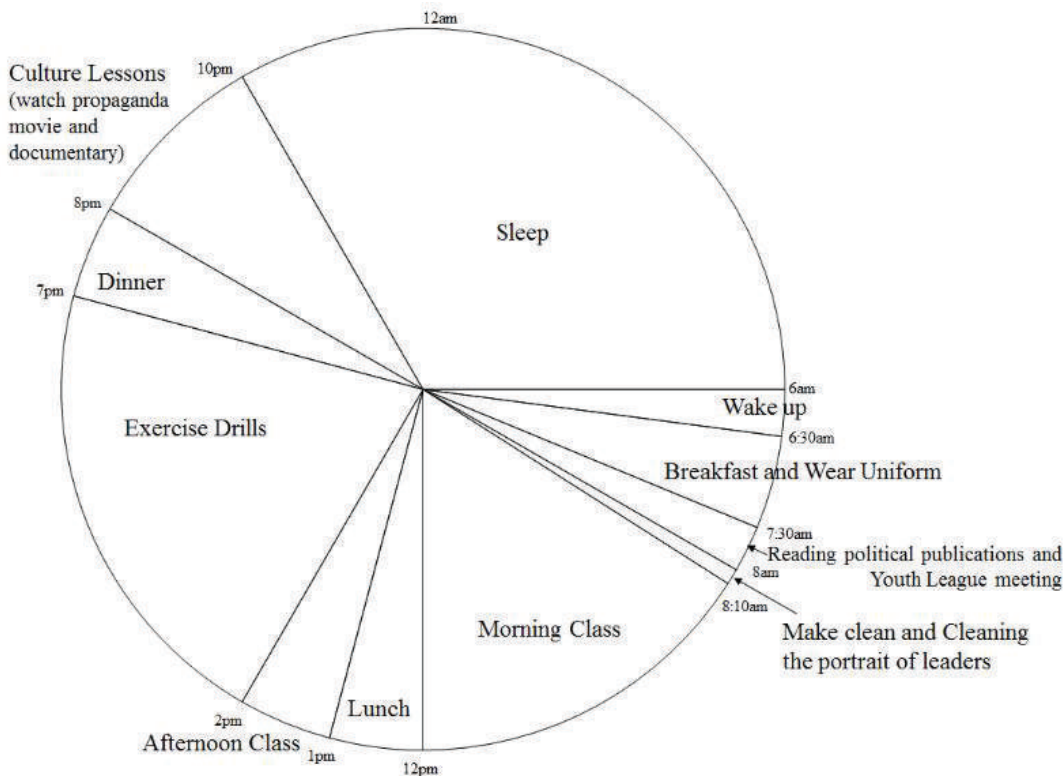 12am
10pm
Culture Lessons
(watch propaganda
movie and
documentary)
8pm
Sleep
Dinner
7pm
6am
Wake up
6:30am
Exercise Drills
Breakfast and Wear Uniform
7:30am
Reading political publications and
8am
Youth League meeting
8:10am
Morning Class
Make clean and Cleaning
the portrait of leaders
Lunch
2pm
Afternoon Class
1pm
12pm